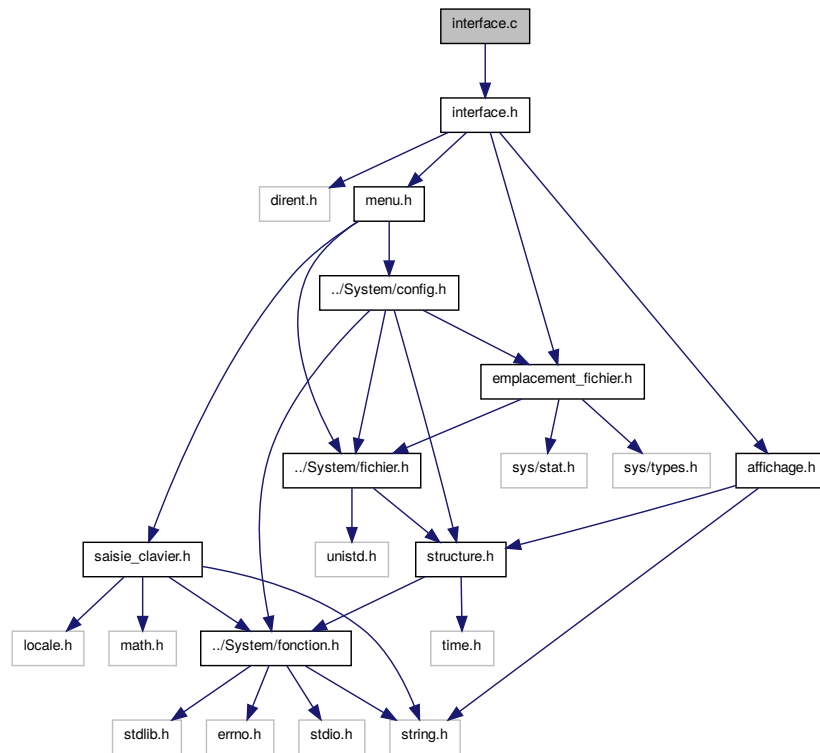 interface.c
interface.h
dirent.h
menu.h
../System/config.h
emplacement_fichier.h
../System/fichier.h
sys/stat.h
sys/types.h
affichage.h
saisie_clavier.h
unistd.h
structure.h
locale.h
math.h
../System/fonction.h
time.h
stdlib.h
errno.h
stdio.h
string.h